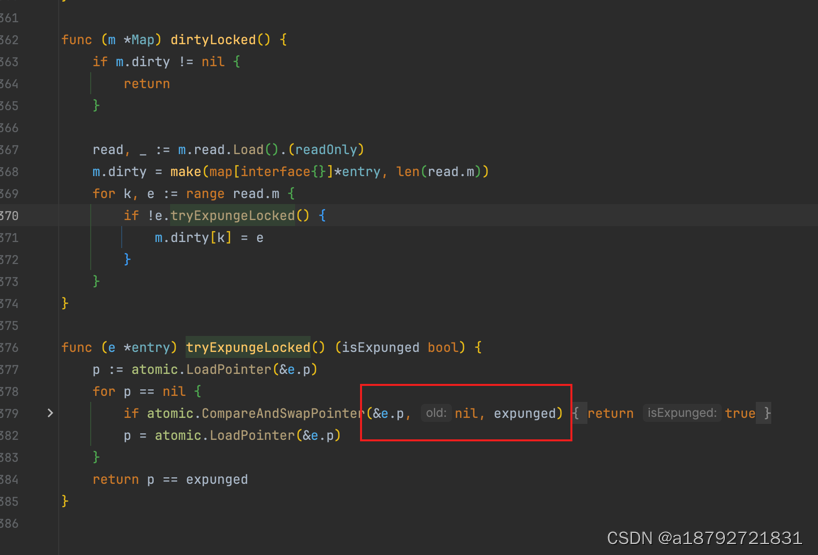 361
362 func (m *Map) dirtyLocked() {
363 if m.dirty != nil {
364 return
365 }
366
367 read, _ := m.read.Load().(readOnly)
368 m.dirty = make(map[interface{}]*entry, len(read.m))
369 for k, e := range read.m {
370 if !e.tryExpungeLocked() {
371 m.dirty[k] = e
372 }
373 }
374 }
375
376 func (e *entry) tryExpungeLocked() (isExpunged bool) {
377 p := atomic.LoadPointer(&e.p)
378 for p == nil {
379 if atomic.CompareAndSwapPointer(&e.p, old: nil, expunged) { return isExpunged: true }
382 p = atomic.LoadPointer(&e.p)
383 }
384 return p == expunged
385 }
386
CSDN @a18792721831